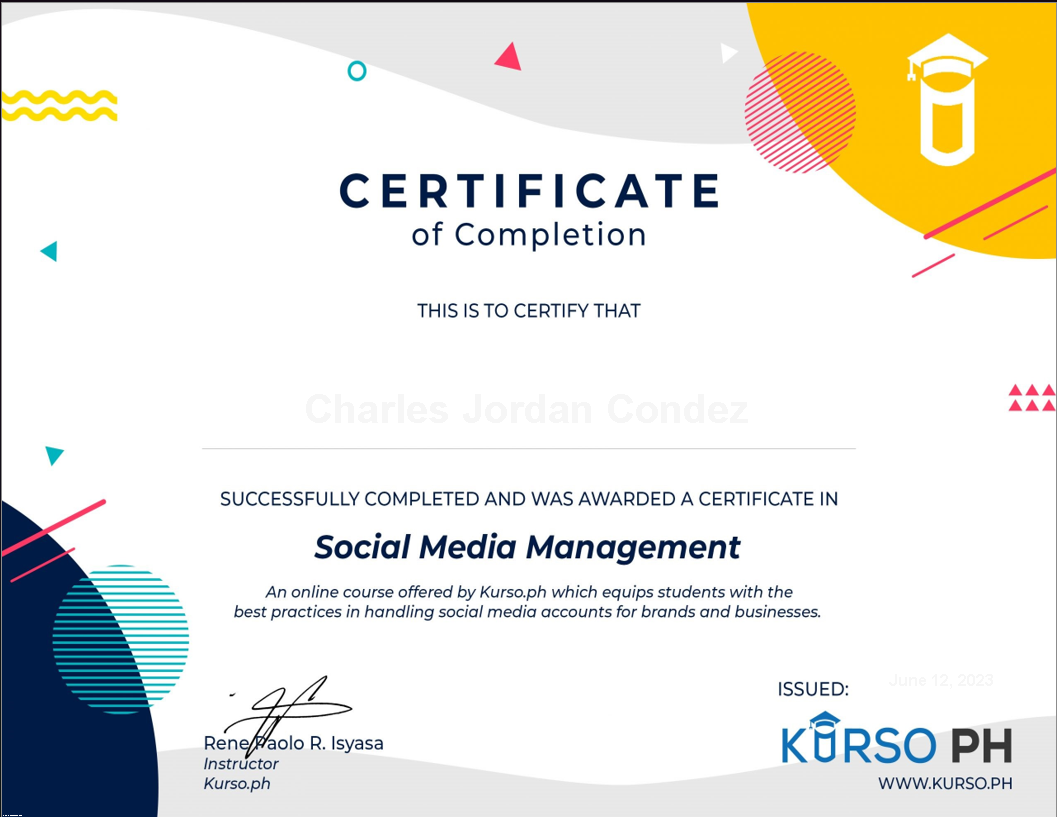 CERTIFICATE
of Completion
THIS IS TO CERTIFY THAT
Charles Jordan Condez
SUCCESSFULLY COMPLETED AND WAS AWARDED A CERTIFICATE IN
Social Media Management
An online course offered by Kurso.ph which equips students with the
best practices in handling social media accounts for brands and businesses.
ISSUED: June 12, 2023
Rene Paolo R. Isyasa
Instructor
Kurso.ph
KURSO PH
WWW.KURSO.PH